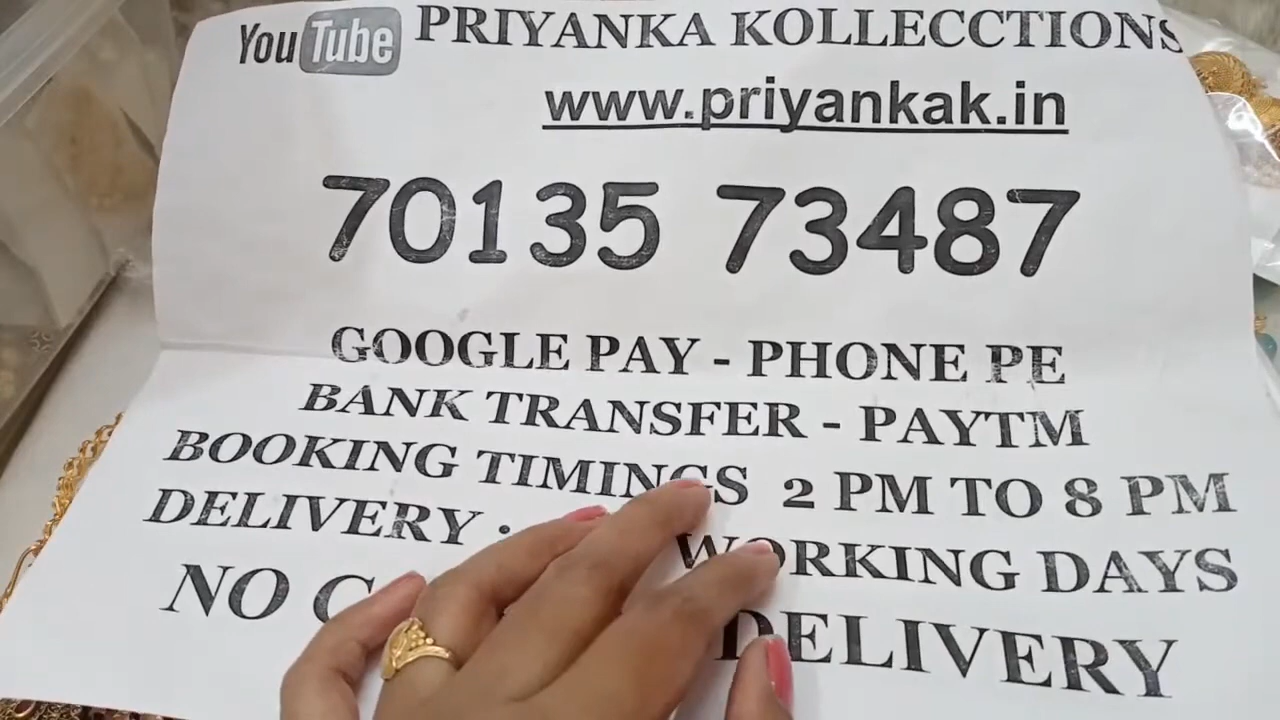 YouTube PRIYANKA KOLLECCTIONS
www.priyankak.in
70135 73487
GOOGLE PAY - PHONE PE
BANK TRANSFER - PAYTM
BOOKING TIMINGS 2 PM TO 8 PM
DELIVERY WORKING DAYS
NO DELIVERY